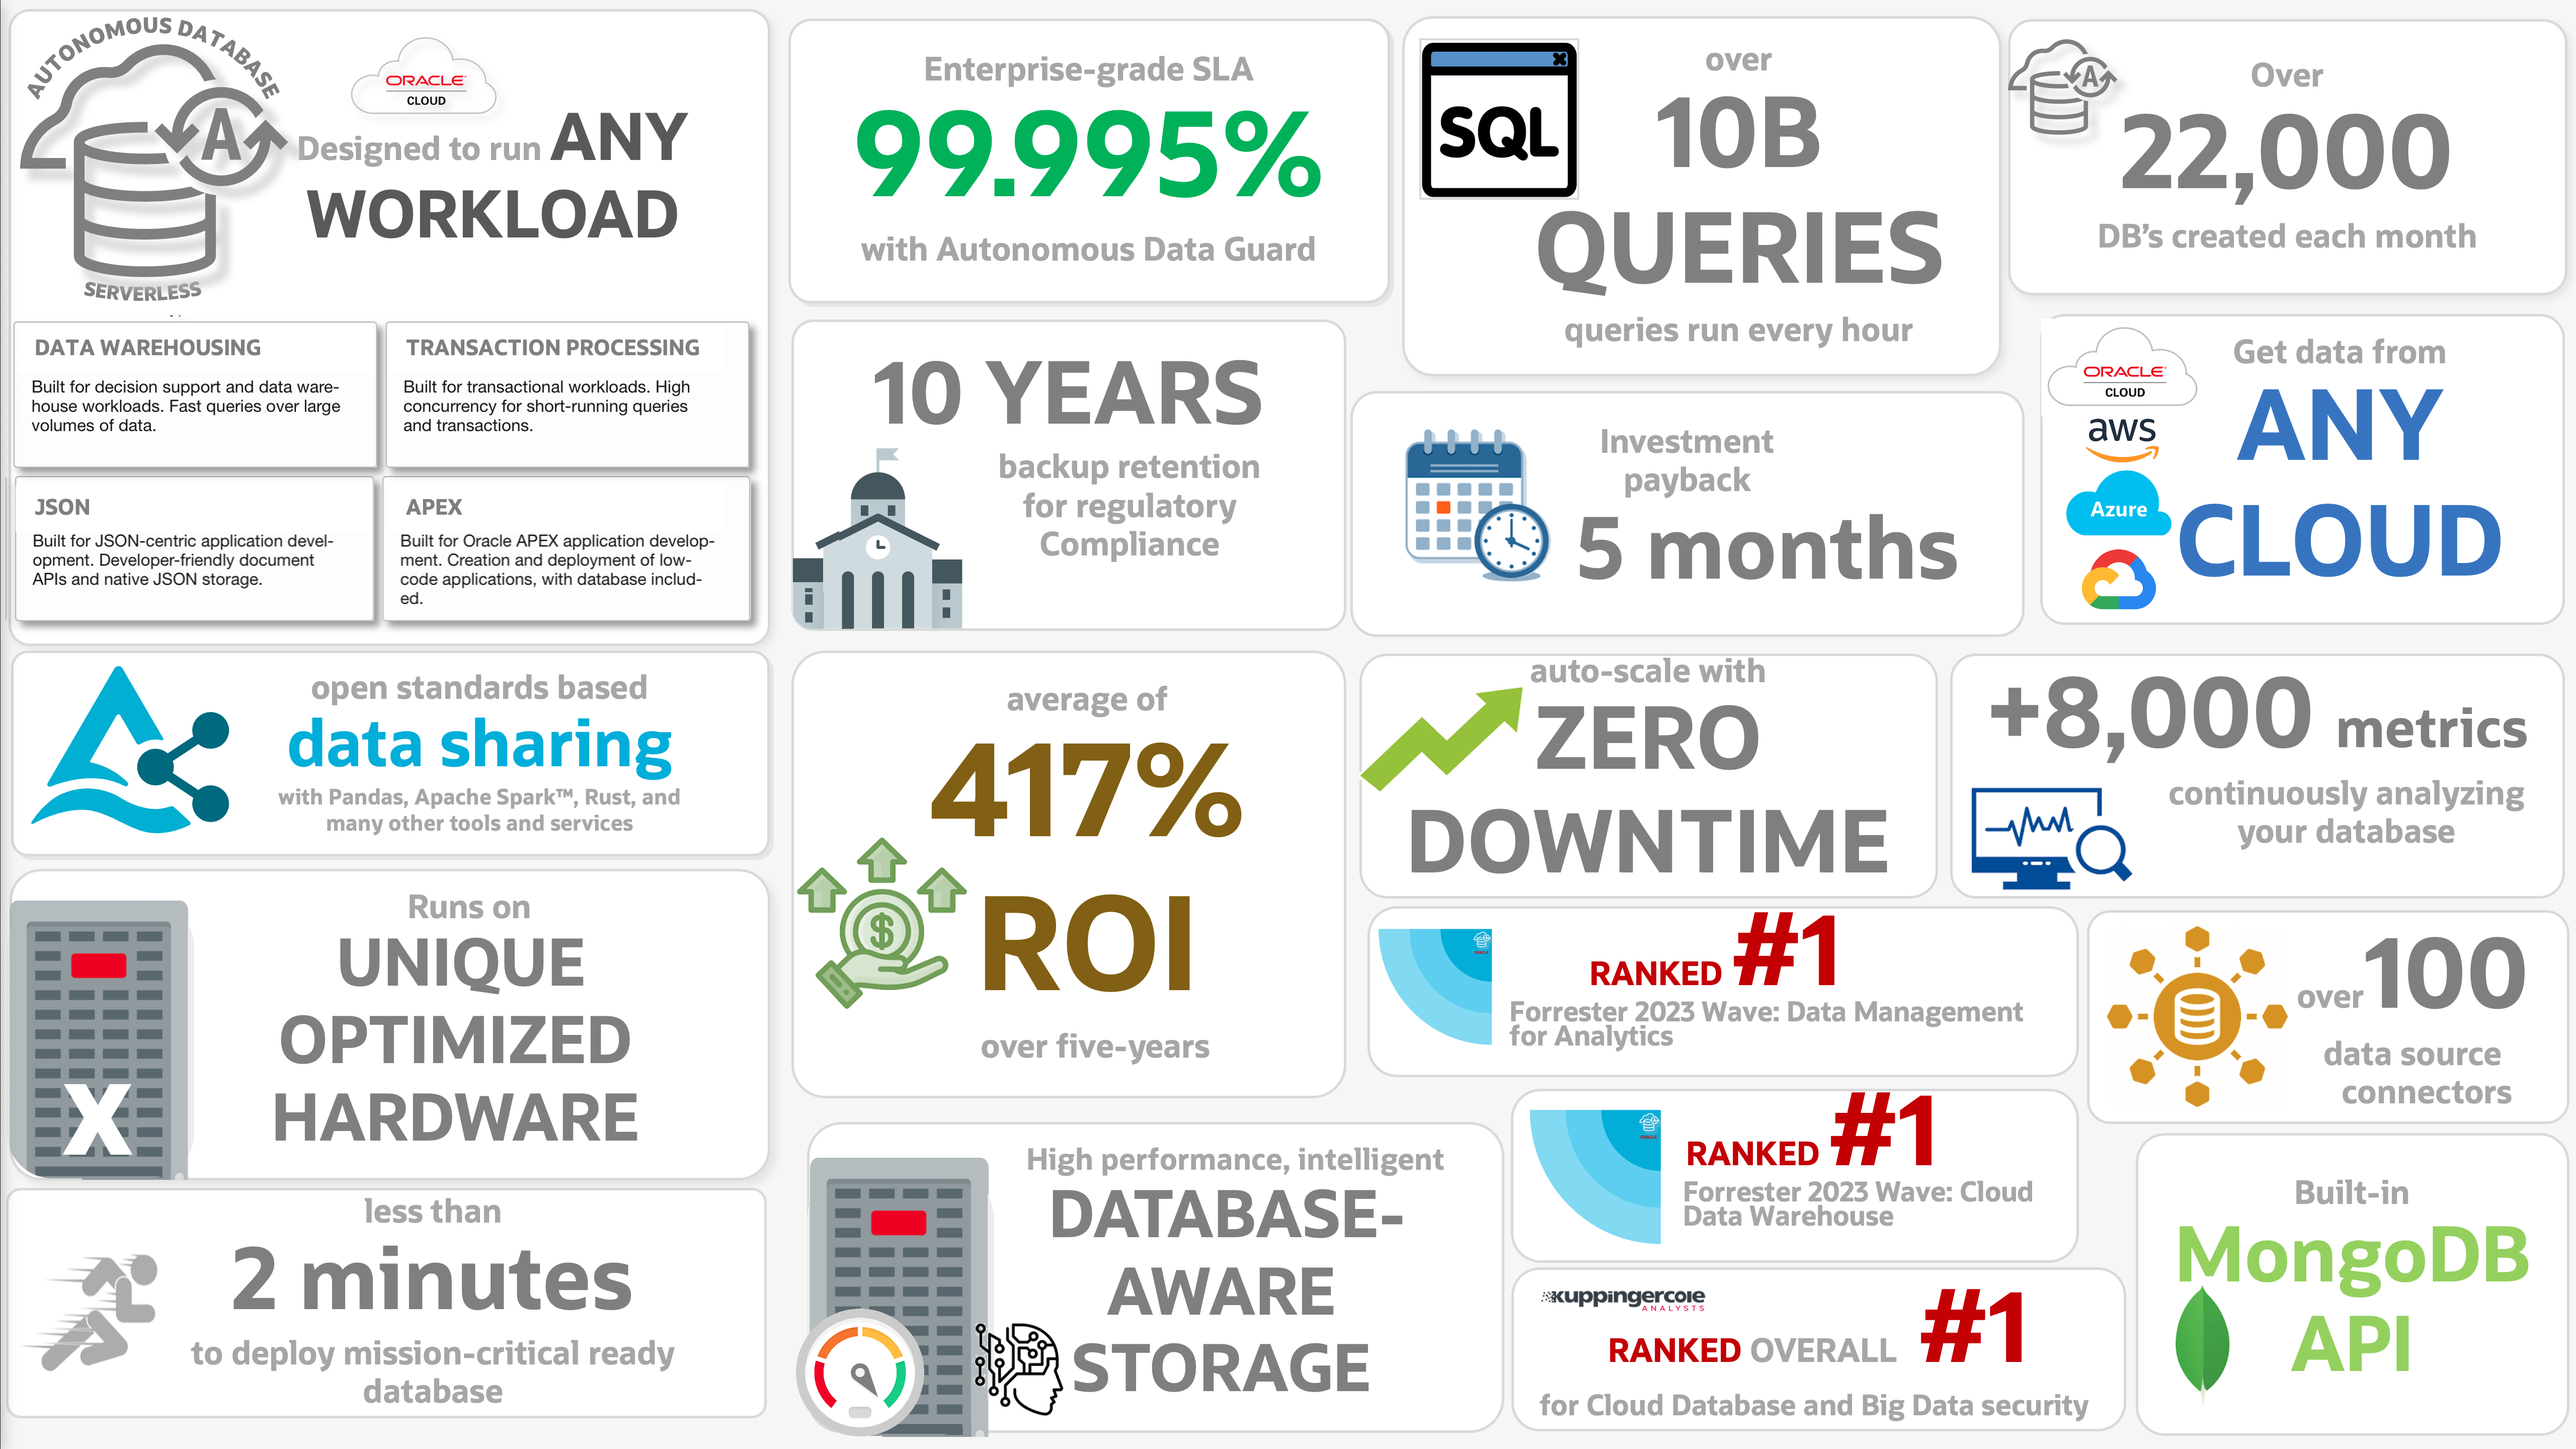 AUTONOMOUS DATABASE
A
SERVERLESS
ORACLE
CLOUD
Designed to run ANY
WORKLOAD
DATA WAREHOUSING
Built for decision support and data ware-
house workloads. Fast queries over large
volumes of data.
TRANSACTION PROCESSING
Built for transactional workloads. High
concurrency for short-running queries
and transactions.
JSON
Built for JSON-centric application devel-
opment. Developer-friendly document
APIs and native JSON storage.
APEX
Built for Oracle APEX application develop-
ment. Creation and deployment of low-
code applications, with database includ-
ed.
Enterprise-grade SLA
99.995%
with Autonomous Data Guard
SQL
over
10B
QUERIES
queries run every hour
A
Over
22,000
DB’s created each month
10 YEARS
backup retention
for regulatory
Compliance
Investment
payback
5 months
ORACLE
CLOUD
aws
Azure
Get data from
ANY
CLOUD
open standards based
data sharing
with Pandas, Apache Spark™, Rust, and
many other tools and services
average of
417%
$
ROI
over five-years
auto-scale with
ZERO
DOWNTIME
+8,000 metrics
continuously analyzing
your database
X
Runs on
UNIQUE
OPTIMIZED
HARDWARE
RANKED #1
Forrester 2023 Wave: Data Management
for Analytics
over 100
data source
connectors
RANKED #1
Forrester 2023 Wave: Cloud
Data Warehouse
less than
2 minutes
to deploy mission-critical ready
database
High performance, intelligent
DATABASE-
AWARE
STORAGE
kuppingercole
ANALYSTS
RANKED OVERALL #1
for Cloud Database and Big Data security
Built-in
MongoDB
API